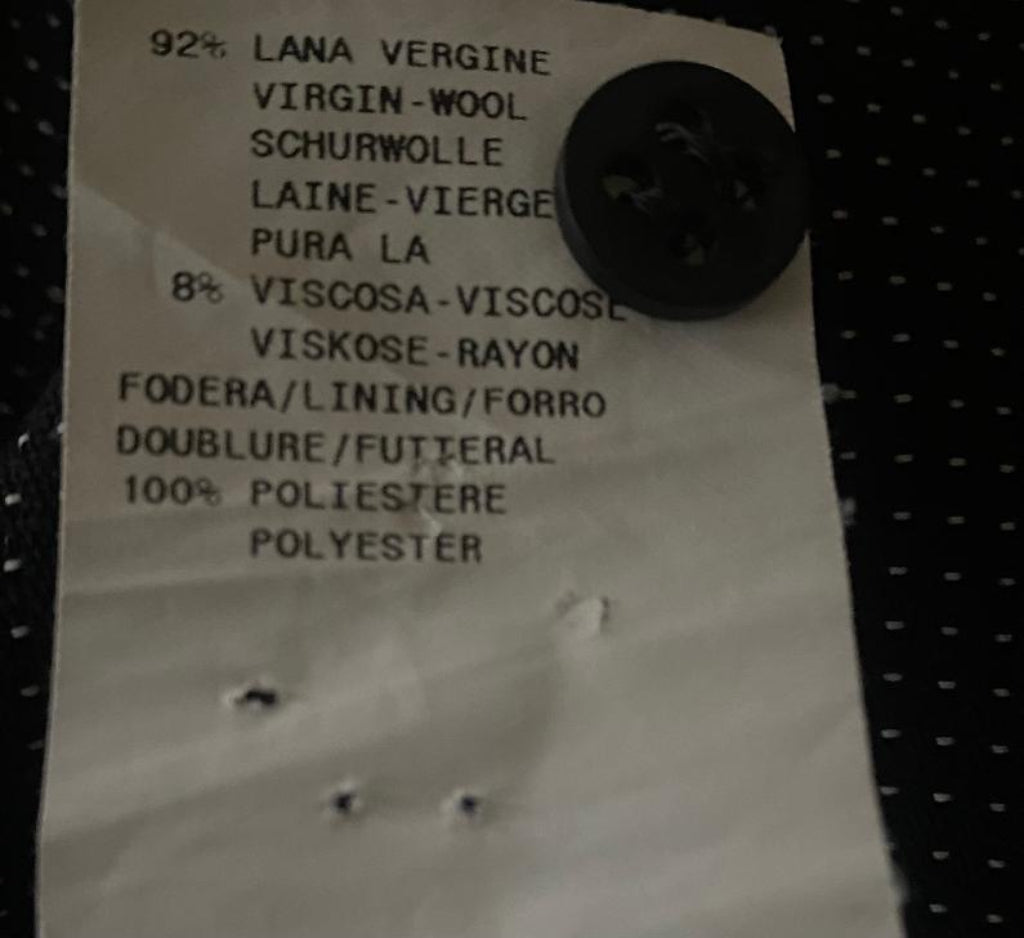 92% LANA VERGINE
VIRGIN-WOOL
SCHURWOLLE
LAINE-VIERGE
PURA LA
8% VISCOSA-VISCOSE
VISKOSE-RAYON
FODERA/LINING/FORRO
DOUBLURE/FUTTERAL
100% POLIESTERE
POLYESTER